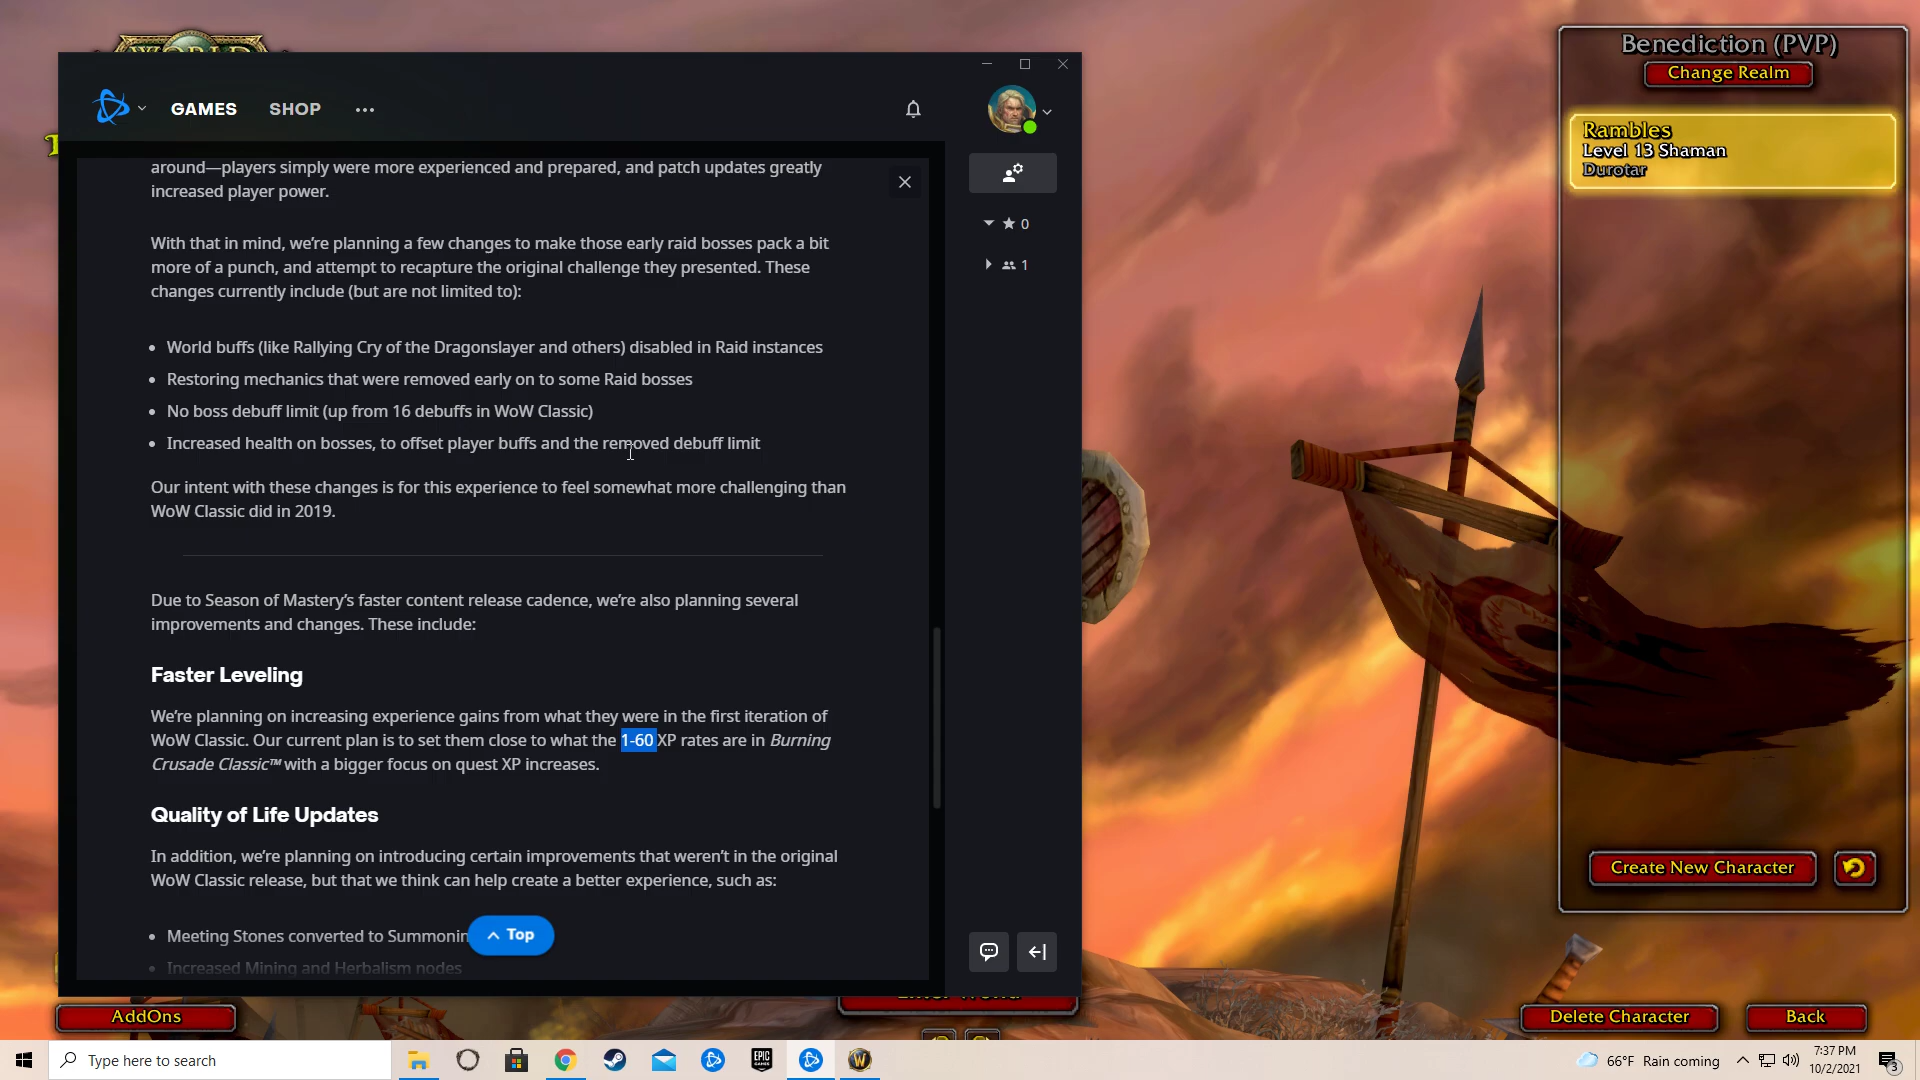 WORLD
Benediction (PVP)
Change Realm
Rambles
Level 13 Shaman
Durotar
GAMES
SHOP
0
1
around—players simply were more experienced and prepared, and patch updates greatly
increased player power.
With that in mind, we’re planning a few changes to make those early raid bosses pack a bit
more of a punch, and attempt to recapture the original challenge they presented. These
changes currently include (but are not limited to):
• World buffs (like Rallying Cry of the Dragonslayer and others) disabled in Raid instances
• Restoring mechanics that were removed early on to some Raid bosses
• No boss debuff limit (up from 16 debuffs in WoW Classic)
• Increased health on bosses, to offset player buffs and the removed debuff limit
Our intent with these changes is for this experience to feel somewhat more challenging than
WoW Classic did in 2019.
Due to Season of Mastery’s faster content release cadence, we’re also planning several
improvements and changes. These include:
Faster Leveling
We’re planning on increasing experience gains from what they were in the first iteration of
WoW Classic. Our current plan is to set them close to what the 1-60 XP rates are in Burning
Crusade Classic™ with a bigger focus on quest XP increases.
Quality of Life Updates
In addition, we’re planning on introducing certain improvements that weren’t in the original
WoW Classic release, but that we think can help create a better experience, such as:
• Meeting Stones converted to Summonin
Top
• Increased Mining and Herbalism nodes
Create New Character
AddOns
Delete Character
Back
Type here to search
EPIC
GAMES
W
66°F Rain coming
7:37 PM
10/2/2021
3